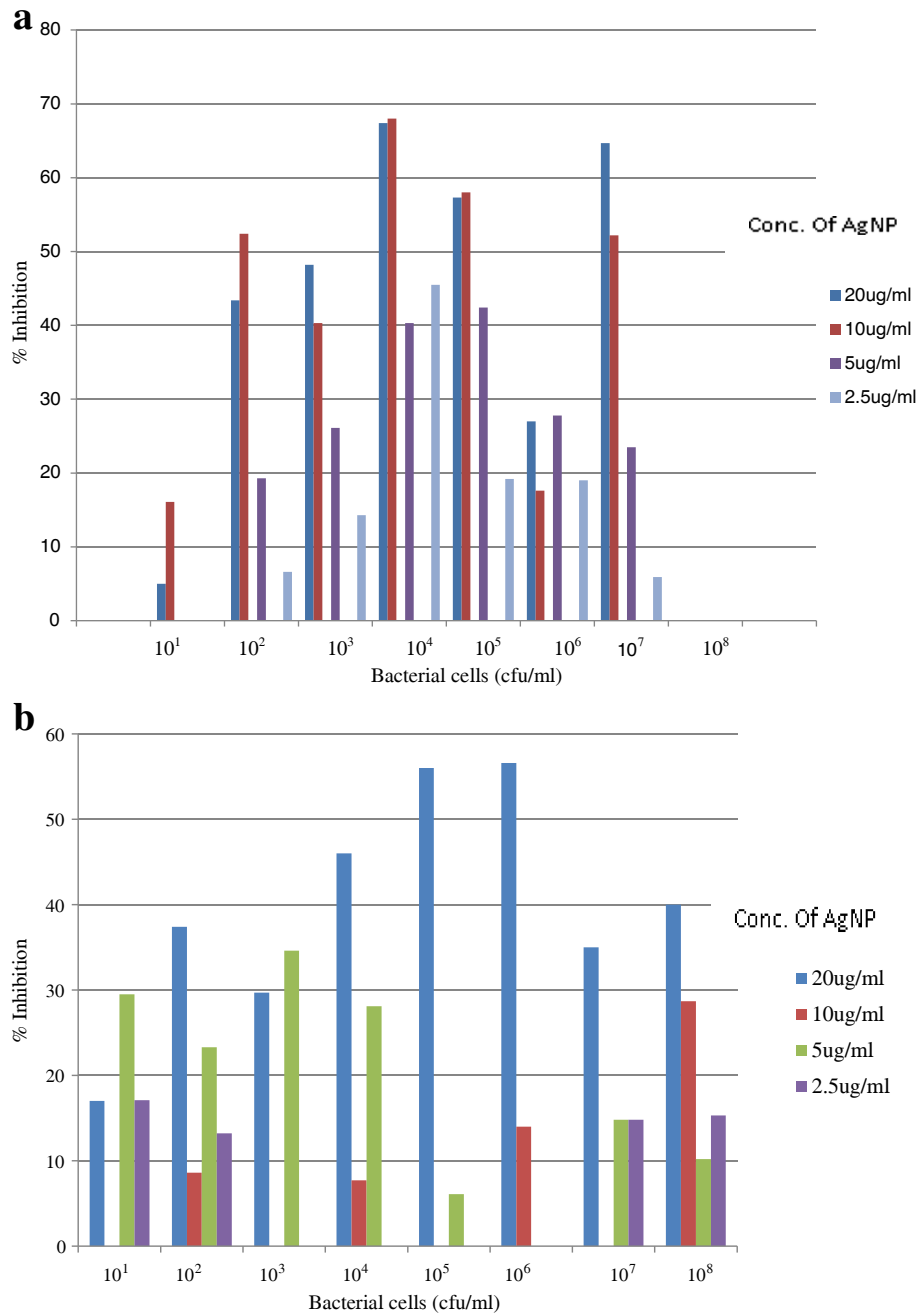 a
80
70
60
50
40
30
20
10
0
% Inhibition
10¹ 10² 10³ 10⁴ 10⁵ 10⁶ 10⁷ 10⁸
Bacterial cells (cfu/ml)
Conc. Of AgNP
20ug/ml
10ug/ml
5ug/ml
2.5ug/ml
b
60
50
40
30
20
10
0
% Inhibition
10¹ 10² 10³ 10⁴ 10⁵ 10⁶ 10⁷ 10⁸
Bacterial cells (cfu/ml)
Conc. Of AgNP
20ug/ml
10ug/ml
5ug/ml
2.5ug/ml